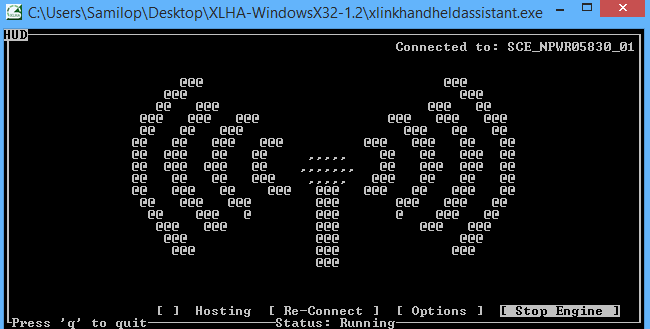 C:\Users\Samilop\Desktop\XLHA-WindowsX32-1.2\xlinkhandheldassistant.exe
HUD
Connected to: SCE_NPWR05830_01
[ ] Hosting [ Re-Connect ] [ Options ] [ Stop Engine ]
Press 'q' to quit Status: Running